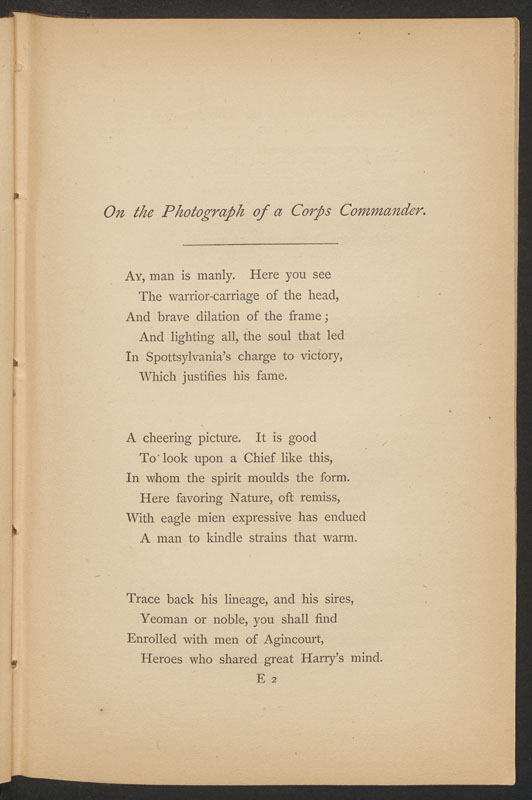 On the Photograph of a Corps Commander.
Ay, man is manly. Here you see
The warrior-carriage of the head,
And brave dilation of the frame;
And lighting all, the soul that led
In Spottsylvania's charge to victory,
Which justifies his fame.
A cheering picture. It is good
To look upon a Chief like this,
In whom the spirit moulds the form.
Here favoring Nature, oft remiss,
With eagle mien expressive has endued
A man to kindle strains that warm.
Trace back his lineage, and his sires,
Yeoman or noble, you shall find
Enrolled with men of Agincourt,
Heroes who shared great Harry's mind.
E 2